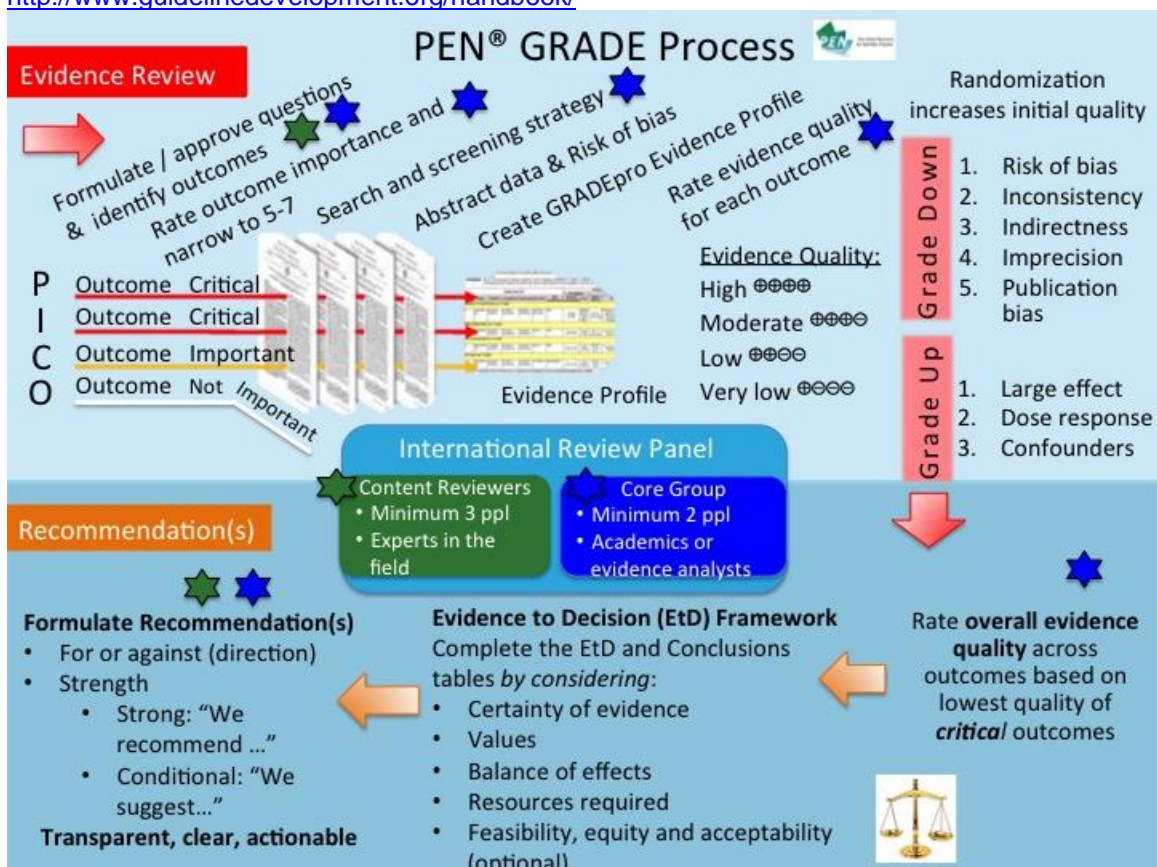 http://www.guidelinedevelopment.org/handbook/
PEN® GRADE Process
PEN
Evidence Review
Formulate / approve questions
& identify outcomes
Rate outcome importance and
narrow to 5-7
Search and screening strategy
Abstract data & Risk of bias
Create GRADEpro Evidence Profile
Rate evidence quality
for each outcome
Randomization
increases initial quality
Grade Down
1. Risk of bias
2. Inconsistency
3. Indirectness
4. Imprecision
5. Publication
bias
P Outcome Critical
I Outcome Critical
C Outcome Important
O Outcome Not Important
Evidence Profile
Evidence Quality:
High ⊕⊕⊕⊕
Moderate ⊕⊕⊕⊖
Low ⊕⊕⊖⊖
Very low ⊕⊖⊖⊖
Grade Up
1. Large effect
2. Dose response
3. Confounders
International Review Panel
Content Reviewers
• Minimum 3 ppl
• Experts in the
field
Core Group
• Minimum 2 ppl
• Academics or
evidence analysts
Recommendation(s)
Formulate Recommendation(s)
• For or against (direction)
• Strength
• Strong: “We
recommend …”
• Conditional: “We
suggest…”
Transparent, clear, actionable
Evidence to Decision (EtD) Framework
Complete the EtD and Conclusions
tables by considering:
• Certainty of evidence
• Values
• Balance of effects
• Resources required
• Feasibility, equity and acceptability
(optional)
Rate overall evidence
quality across
outcomes based on
lowest quality of
critical outcomes